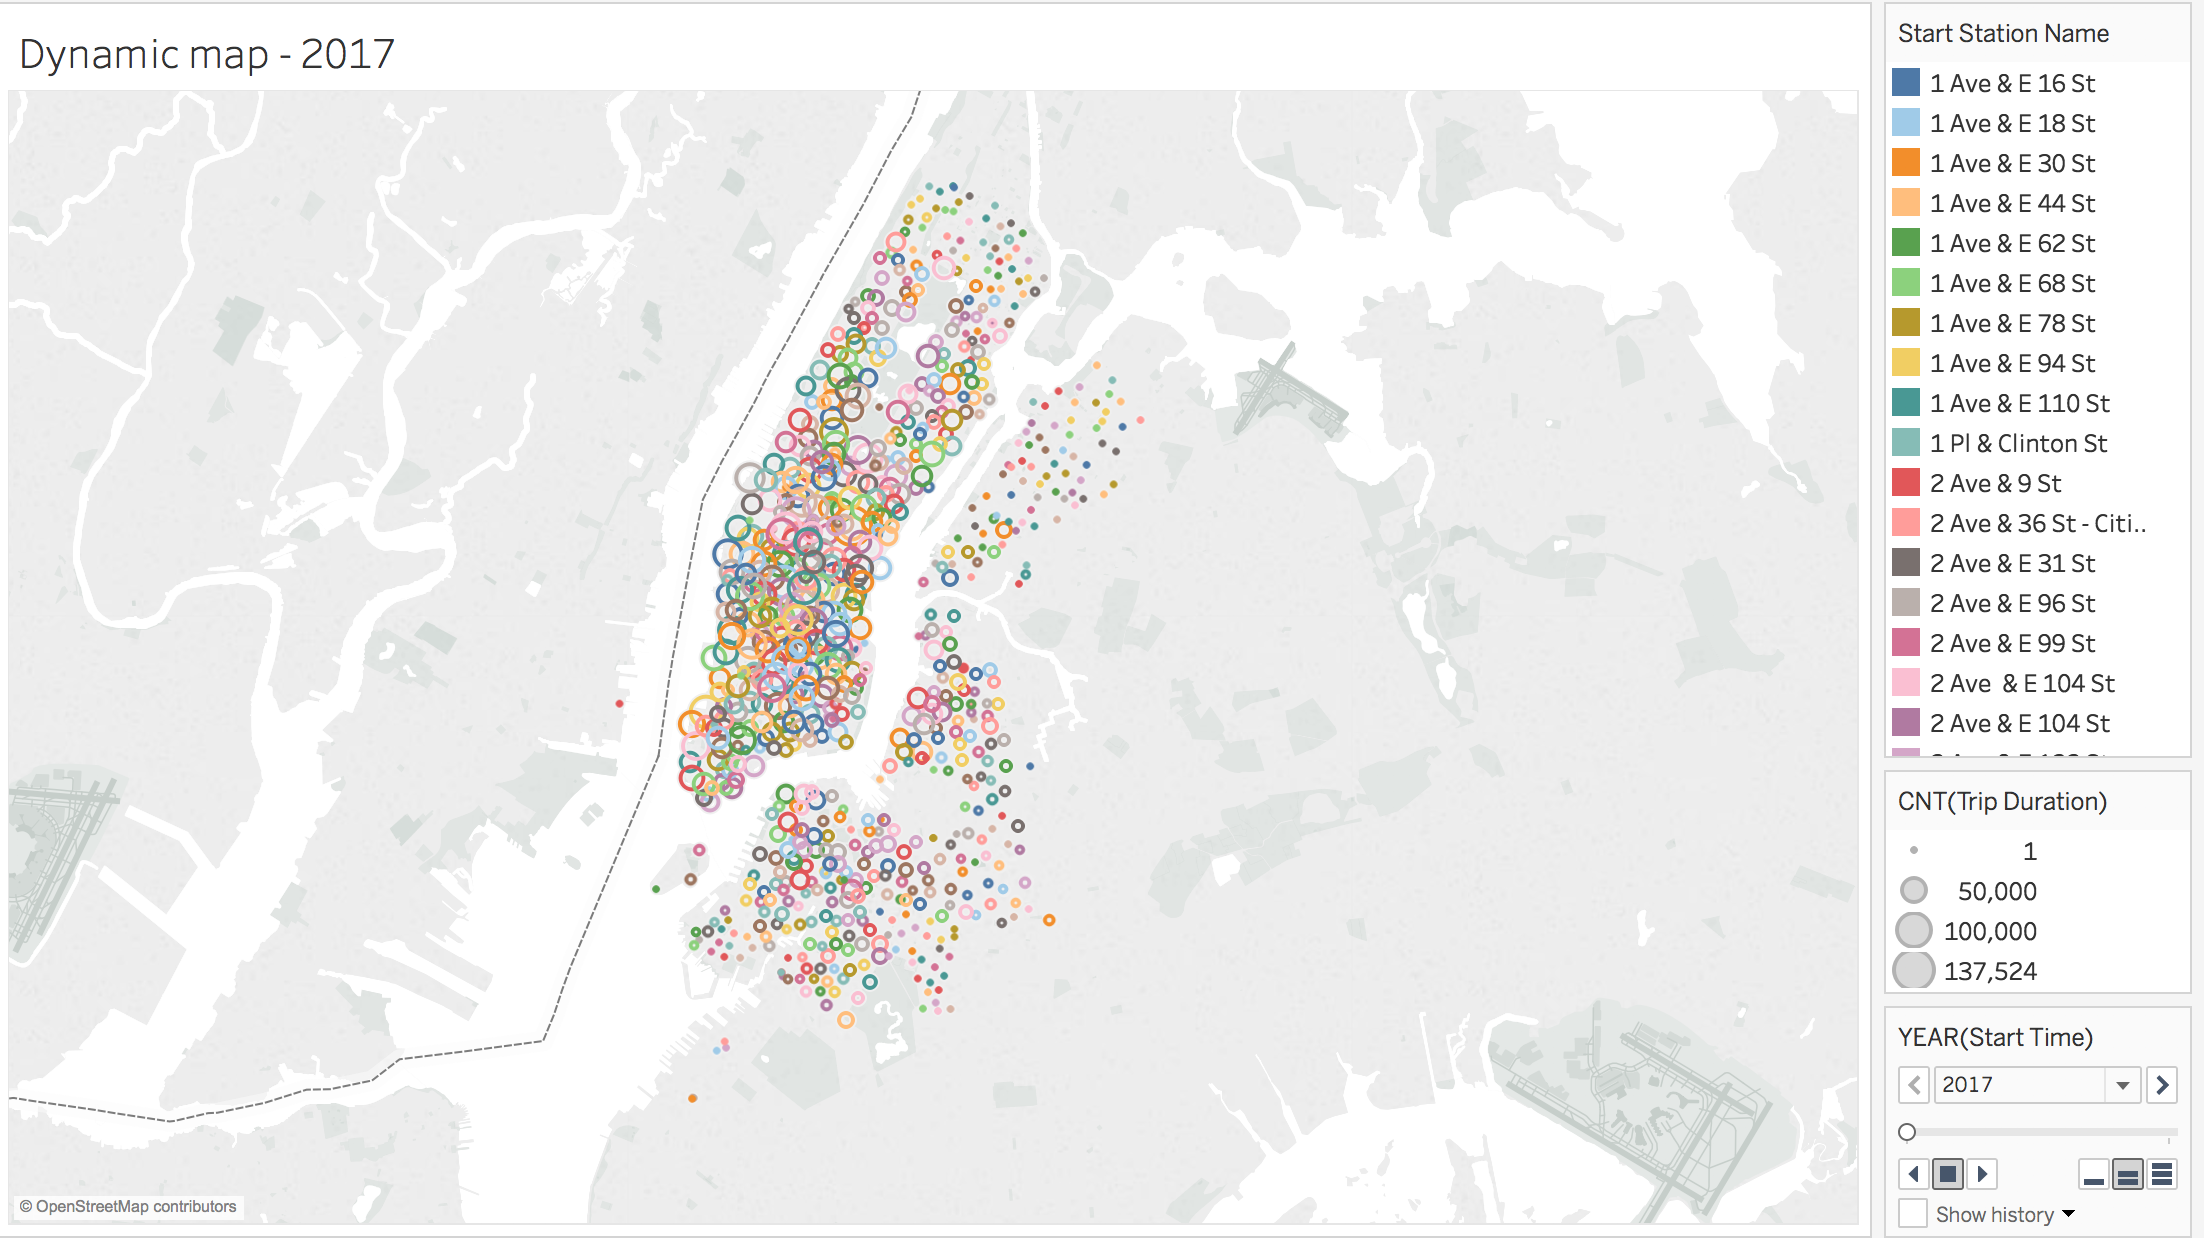 Dynamic map - 2017
© OpenStreetMap contributors
Start Station Name
1 Ave & E 16 St
1 Ave & E 18 St
1 Ave & E 30 St
1 Ave & E 44 St
1 Ave & E 62 St
1 Ave & E 68 St
1 Ave & E 78 St
1 Ave & E 94 St
1 Ave & E 110 St
1 Pl & Clinton St
2 Ave & 9 St
2 Ave & 36 St - Citi..
2 Ave & E 31 St
2 Ave & E 96 St
2 Ave & E 99 St
2 Ave  & E 104 St
2 Ave & E 104 St
CNT(Trip Duration)
1
50,000
100,000
137,524
YEAR(Start Time)
2017
Show history